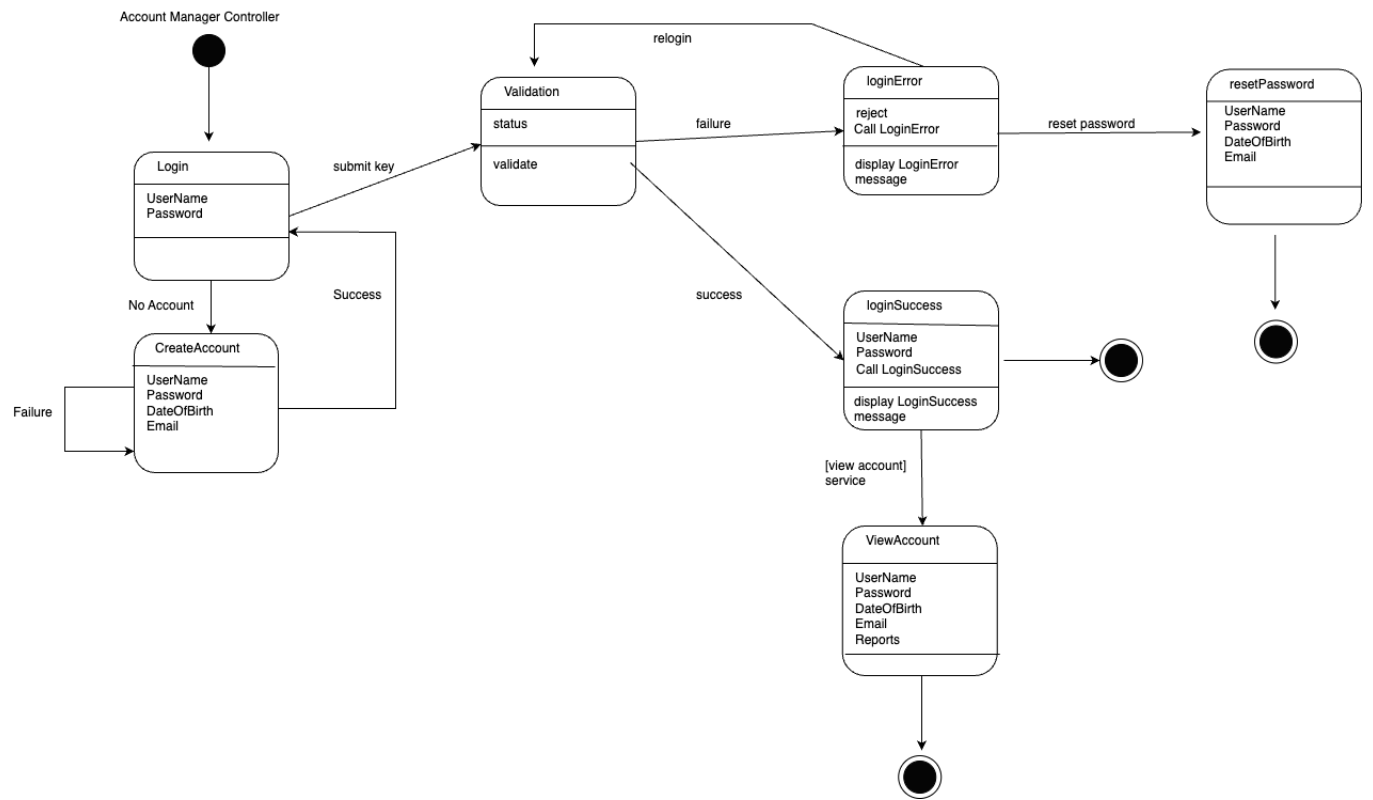 Account Manager Controller
relogin
Validation
status
validate
loginError
reject
Call LoginError
display LoginError
message
resetPassword
UserName
Password
DateOfBirth
Email
failure
reset password
Login
UserName
Password
submit key
No Account
Success
success
CreateAccount
UserName
Password
DateOfBirth
Email
Failure
loginSuccess
UserName
Password
Call LoginSuccess
display LoginSuccess
message
[view account]
service
ViewAccount
UserName
Password
DateOfBirth
Email
Reports